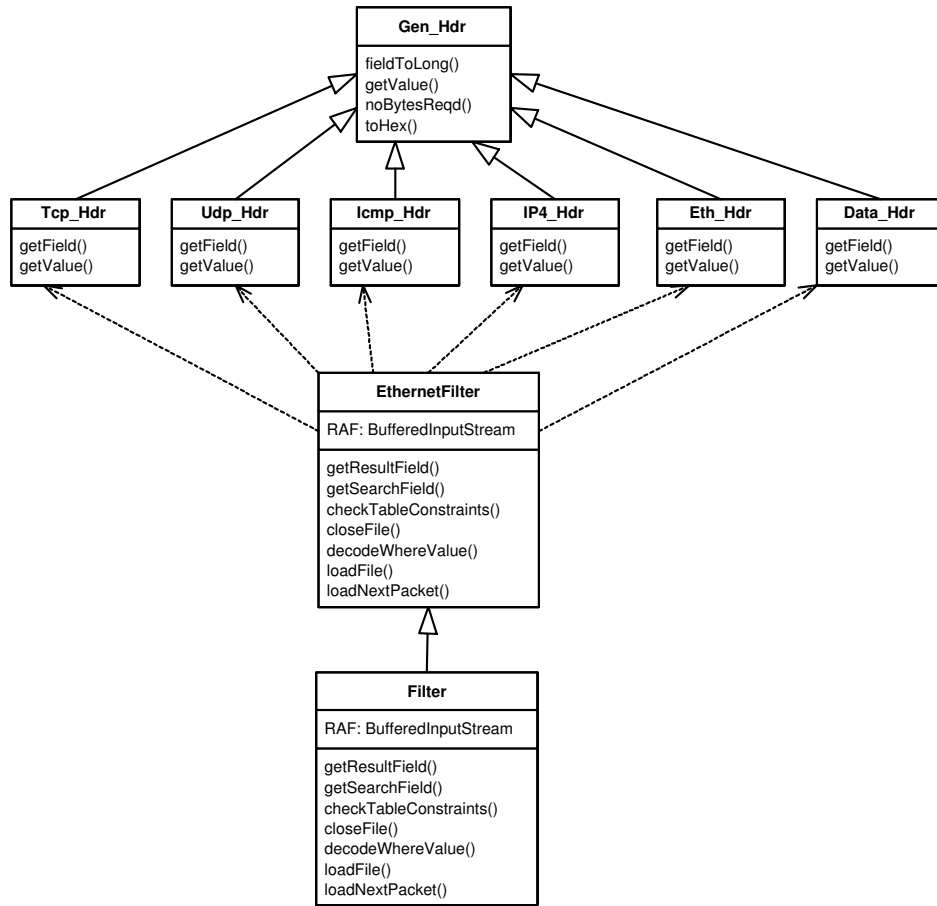 Gen_Hdr
fieldToLong()
getValue()
noBytesReqd()
toHex()
Tcp_Hdr
getField()
getValue()
Udp_Hdr
getField()
getValue()
Icmp_Hdr
getField()
getValue()
IP4_Hdr
getField()
getValue()
Eth_Hdr
getField()
getValue()
Data_Hdr
getField()
getValue()
EthernetFilter
RAF: BufferedInputStream
getResultField()
getSearchField()
checkTableConstraints()
closeFile()
decodeWhereValue()
loadFile()
loadNextPacket()
Filter
RAF: BufferedInputStream
getResultField()
getSearchField()
checkTableConstraints()
closeFile()
decodeWhereValue()
loadFile()
loadNextPacket()